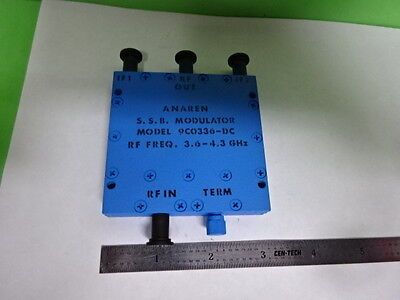 IF1 RF IF2
OUT
ANAREN
S.S.B. MODULATOR
MODEL 9C0336-DC
RF FREQ. 3.6-4.3 GHz
RF IN TERM
1 2 3 CEN-TECH 4 5